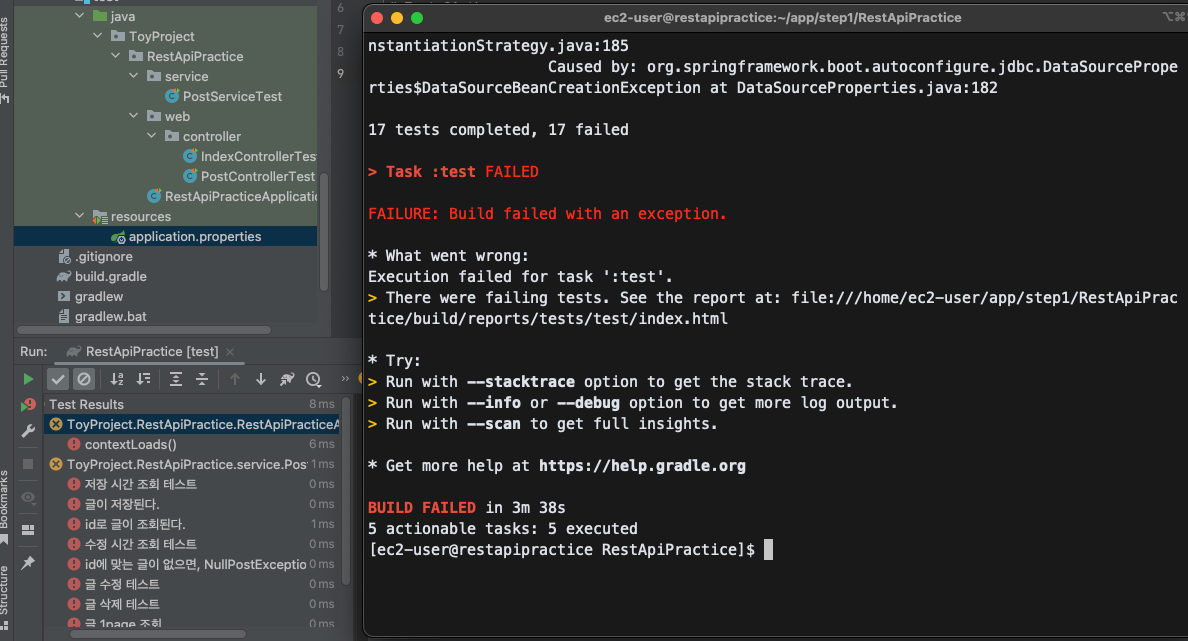 Pull Requests
java
ToyProject
RestApiPractice
service
PostServiceTest
web
controller
IndexControllerTes
PostControllerTest
RestApiPracticeApplicatio
resources
application.properties
.gitignore
build.gradle
gradlew
gradlew.bat
6
7
8
9
Run:
RestApiPractice [test]
Test Results
8 ms
ToyProject.RestApiPractice.RestApiPracticeA
contextLoads()
6 ms
ToyProject.RestApiPractice.service.Pos
1 ms
저장 시간 조회 테스트
0 ms
글이 저장된다.
0 ms
id로 글이 조회된다.
1 ms
수정 시간 조회 테스트
0 ms
id에 맞는 글이 없으면, NullPostExceptio
0 ms
글 수정 테스트
0 ms
글 삭제 테스트
0 ms
글 1page 조회
0 ms
Bookmarks
Structure
ec2-user@restapipractice:~/app/step1/RestApiPractice
⌥⌘
nstantiationStrategy.java:185
Caused by: org.springframework.boot.autoconfigure.jdbc.DataSourcePrope
rties$DataSourceBeanCreationException at DataSourceProperties.java:182
17 tests completed, 17 failed
> Task :test FAILED
FAILURE: Build failed with an exception.
* What went wrong:
Execution failed for task ':test'.
> There were failing tests. See the report at: file:///home/ec2-user/app/step1/RestApiPrac
tice/build/reports/tests/test/index.html
* Try:
> Run with --stacktrace option to get the stack trace.
> Run with --info or --debug option to get more log output.
> Run with --scan to get full insights.
* Get more help at https://help.gradle.org
BUILD FAILED in 3m 38s
5 actionable tasks: 5 executed
[ec2-user@restapipractice RestApiPractice]$